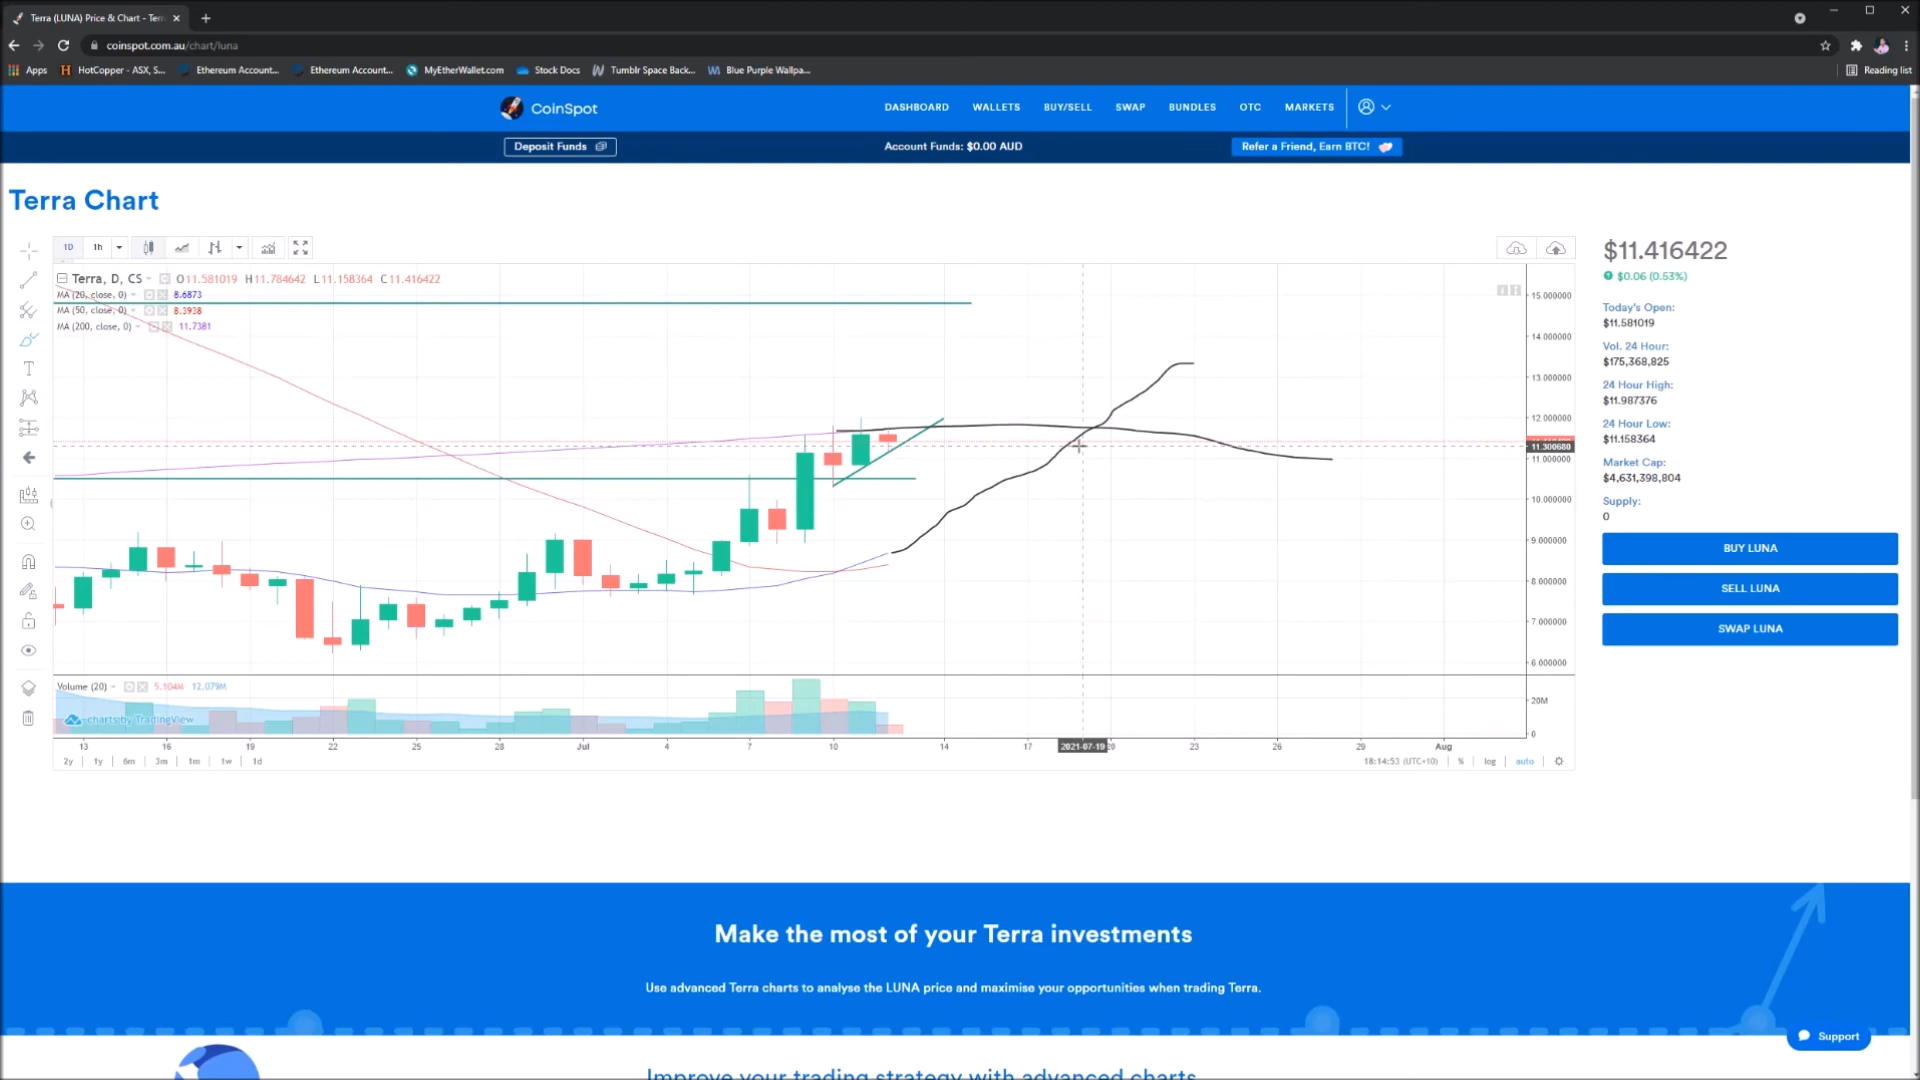 Terra (LUNA) Price & Chart - Terr
coinspot.com.au/chart/luna
Apps
HotCopper - ASX, S...
Ethereum Account...
Ethereum Account...
MyEtherWallet.com
Stock Docs
Tumblr Space Back...
Blue Purple Wallpa...
Reading list
CoinSpot
DASHBOARD
WALLETS
BUY/SELL
SWAP
BUNDLES
OTC
MARKETS
Deposit Funds
Account Funds: $0.00 AUD
Refer a Friend, Earn BTC!
Terra Chart
1D
1h
Terra, D, CS
O11.581019 H11.784642 L11.158364 C11.416422
MA (20, close, 0) 8.6873
MA (50, close, 0) 8.3938
MA (200, close, 0) 11.7381
15.000000
14.000000
13.000000
12.000000
11.300680
11.000000
10.000000
9.000000
8.000000
7.000000
6.000000
Volume (20) 5.104M 12.079M
charts by TradingView
20M
0
13 16 19 22 25 28 Jul 4 7 10 14 17 2021-07-19 20 23 26 29 Aug
2y 1y 6m 3m 1m 1w 1d
18:14:53 (UTC+10) % log auto
$11.416422
$0.06 (0.53%)
Today's Open:
$11.581019
Vol. 24 Hour:
$175,368,825
24 Hour High:
$11.987376
24 Hour Low:
$11.158364
Market Cap:
$4,631,398,804
Supply:
0
BUY LUNA
SELL LUNA
SWAP LUNA
Make the most of your Terra investments
Use advanced Terra charts to analyse the LUNA price and maximise your opportunities when trading Terra.
Support
Improve your trading strategy with advanced charts